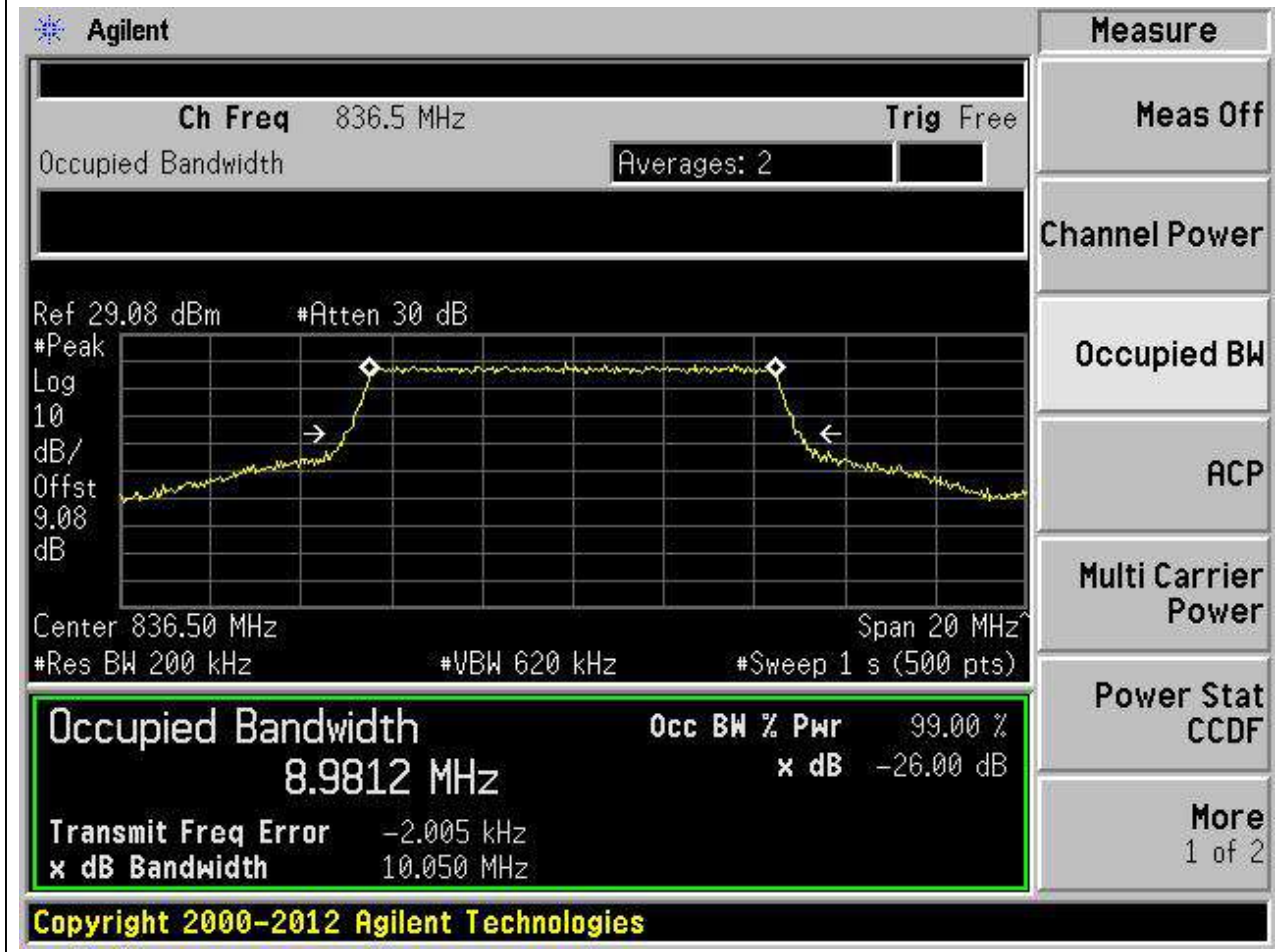 Agilent
Measure
Ch Freq 836.5 MHz Trig Free
Occupied Bandwidth Averages: 2
Meas Off
Channel Power
Occupied BW
ACP
Multi Carrier
Power
Power Stat
CCDF
More
1 of 2
Ref 29.08 dBm #Atten 30 dB
#Peak
Log
10
dB/
Offst
9.08
dB
Center 836.50 MHz Span 20 MHz^
#Res BW 200 kHz #VBW 620 kHz #Sweep 1 s (500 pts)
Occupied Bandwidth Occ BW % Pwr 99.00 %
8.9812 MHz x dB -26.00 dB
Transmit Freq Error -2.005 kHz
x dB Bandwidth 10.050 MHz
Copyright 2000-2012 Agilent Technologies